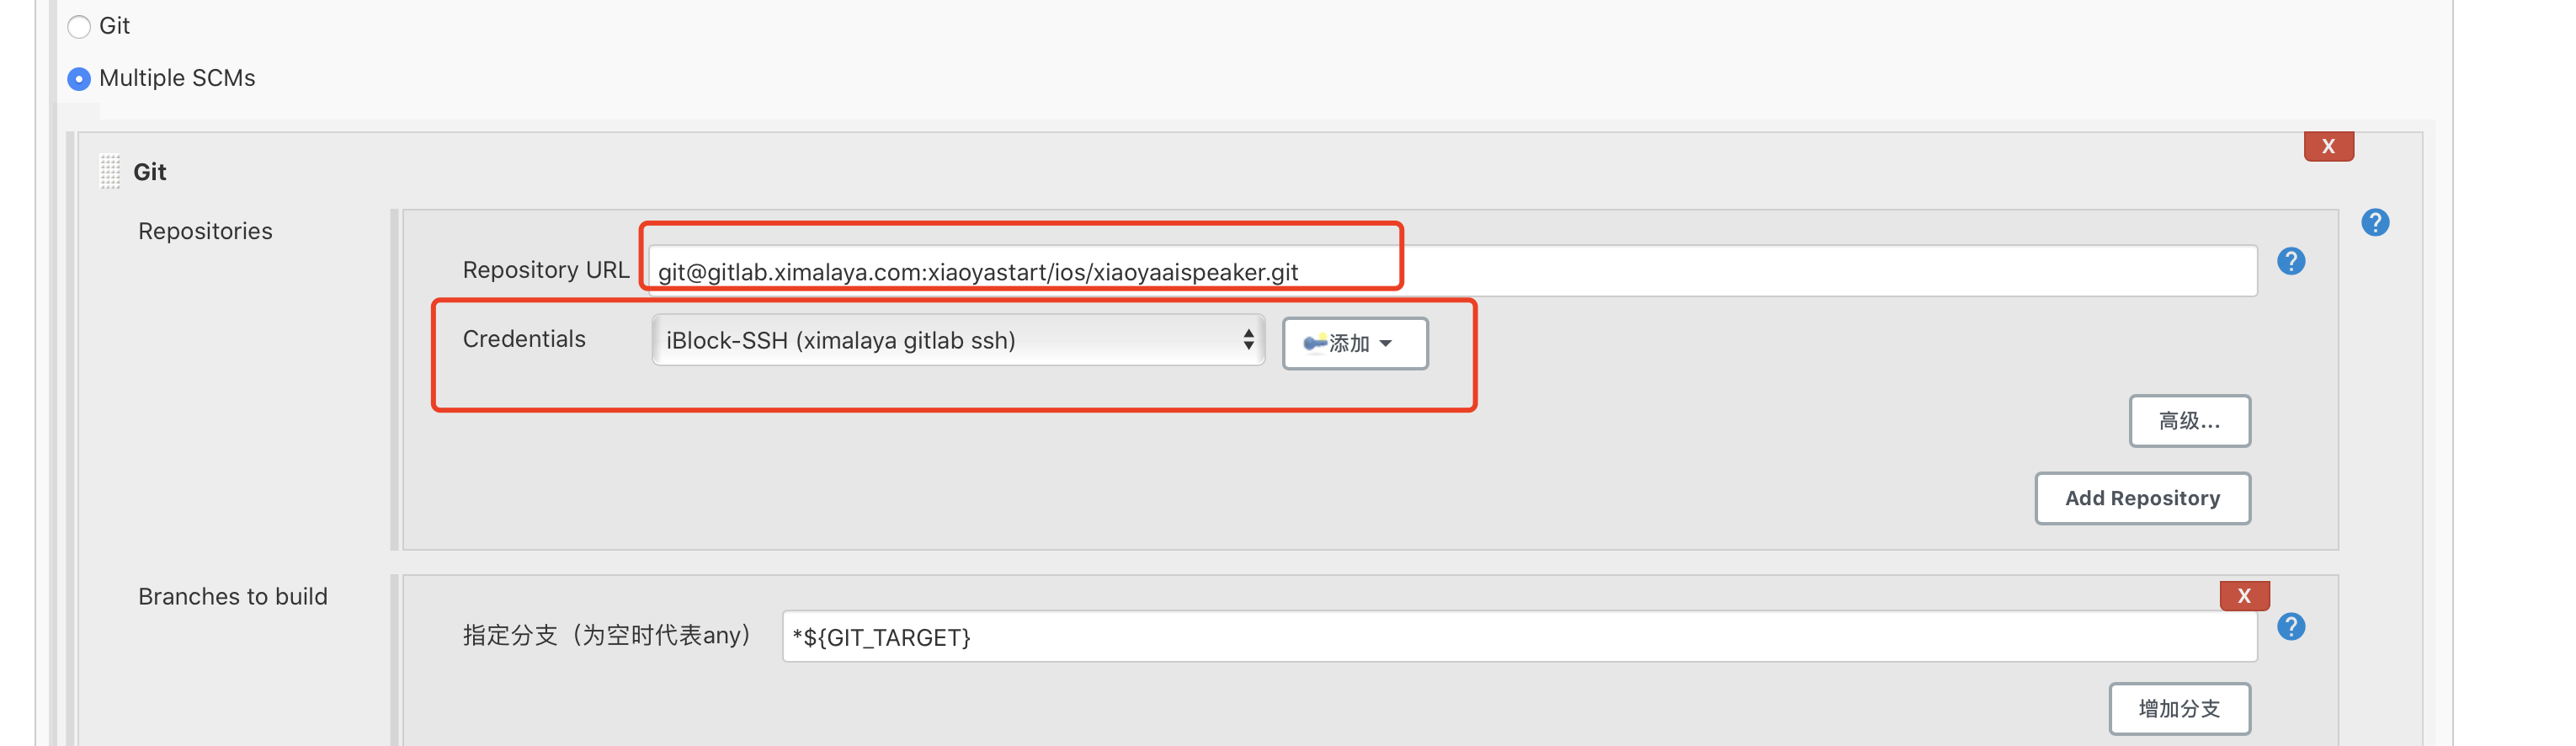 Git
Multiple SCMs
X
Git
Repositories
?
Repository URL git@gitlab.ximalaya.com:xiaoyastart/ios/xiaoyaaispeaker.git ?
Credentials iBlock-SSH (ximalaya gitlab ssh) 添加
高级...
Add Repository
Branches to build
X
指定分支（为空时代表any） *${GIT_TARGET} ?
增加分支